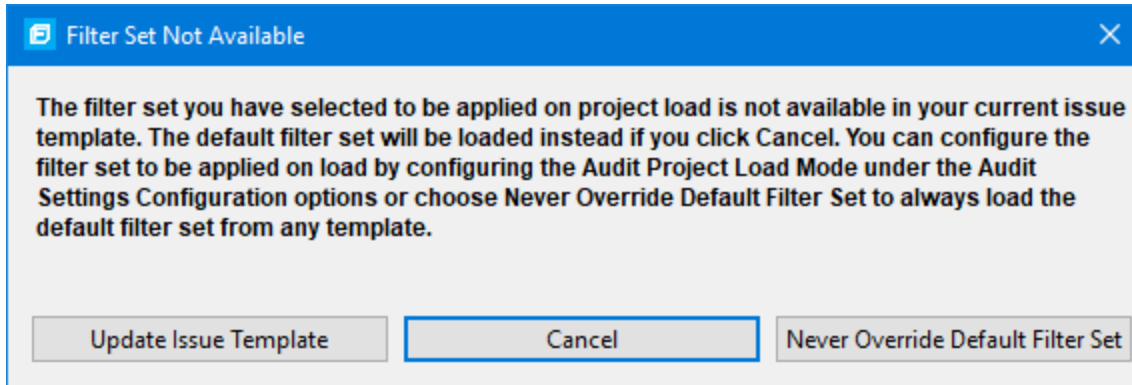 Filter Set Not Available
The filter set you have selected to be applied on project load is not available in your current issue
template. The default filter set will be loaded instead if you click Cancel. You can configure the
filter set to be applied on load by configuring the Audit Project Load Mode under the Audit
Settings Configuration options or choose Never Override Default Filter Set to always load the
default filter set from any template.
Update Issue Template
Cancel
Never Override Default Filter Set